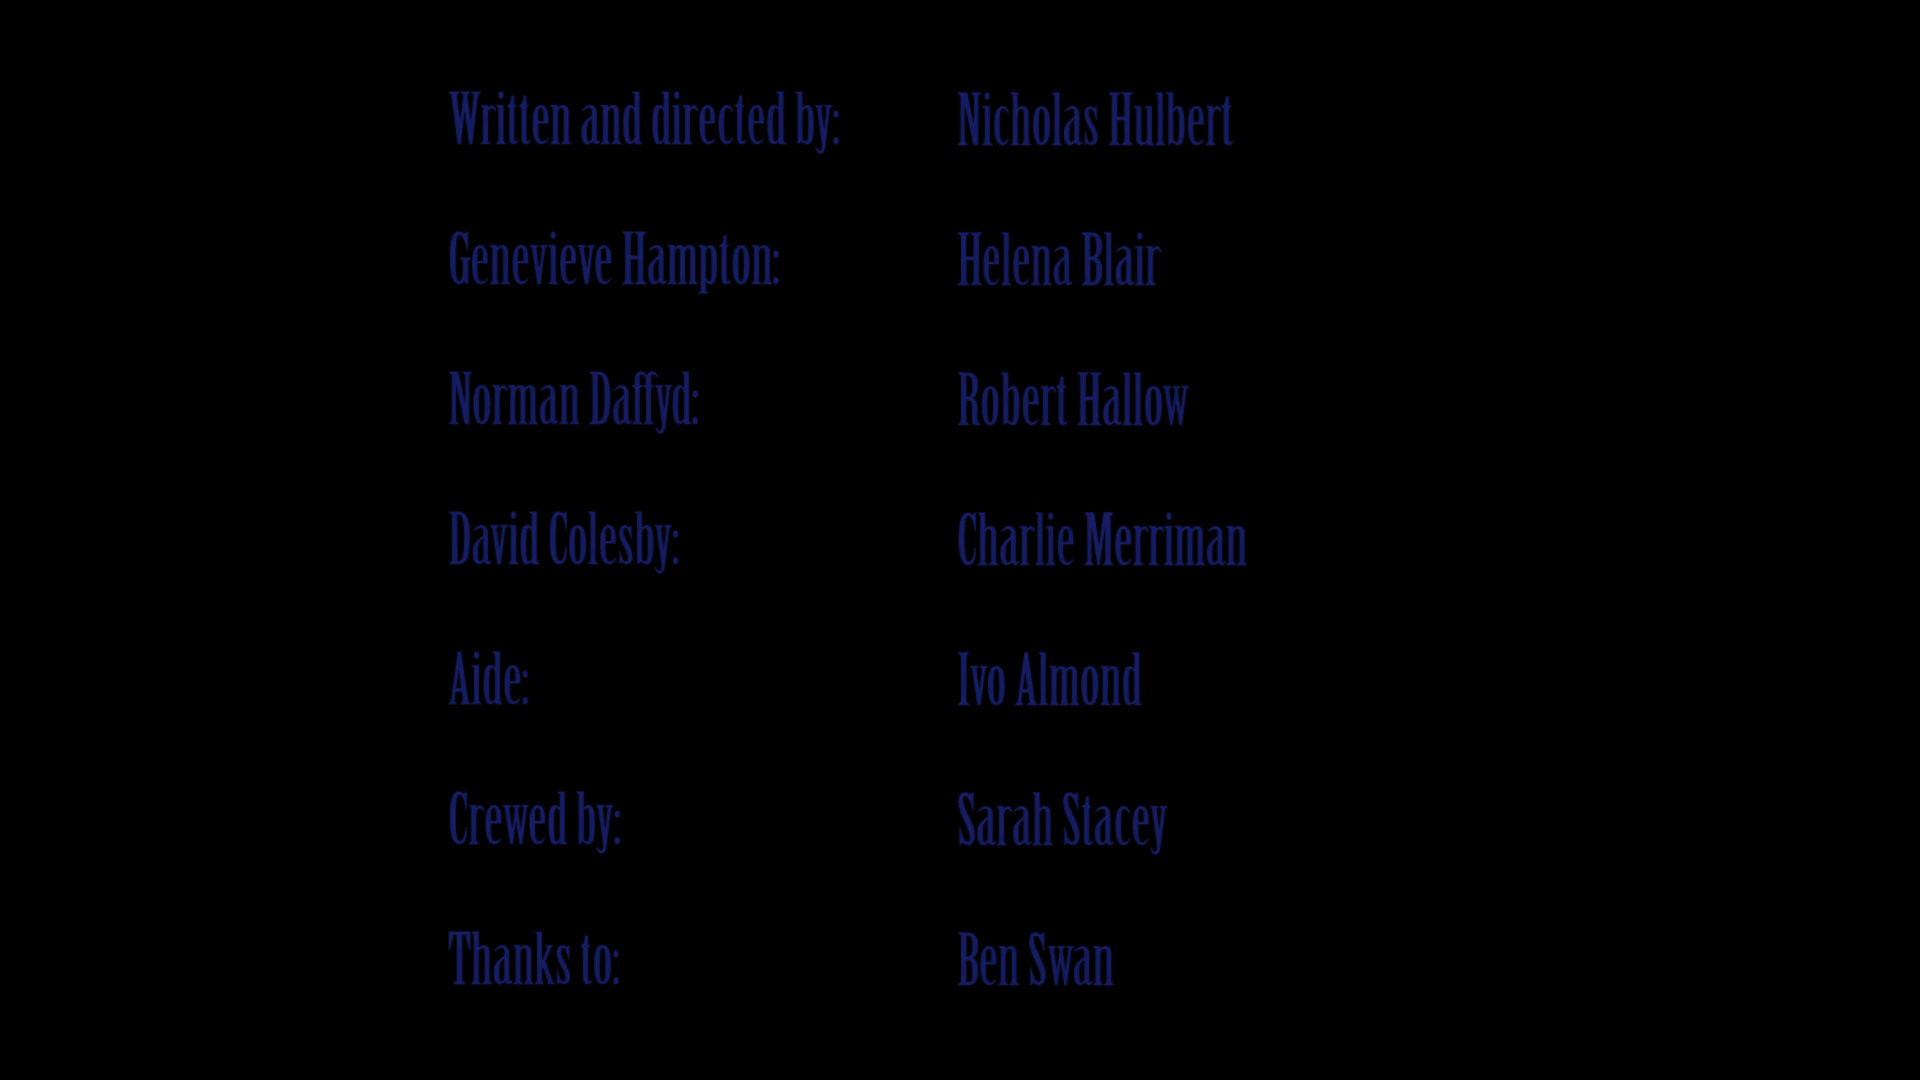 Written and directed by: Nicholas Hulbert
Genevieve Hampton: Helena Blair
Norman Daffyd: Robert Hallow
David Colesby: Charlie Merriman
Aide: Ivo Almond
Crewed by: Sarah Stacey
Thanks to: Ben Swan